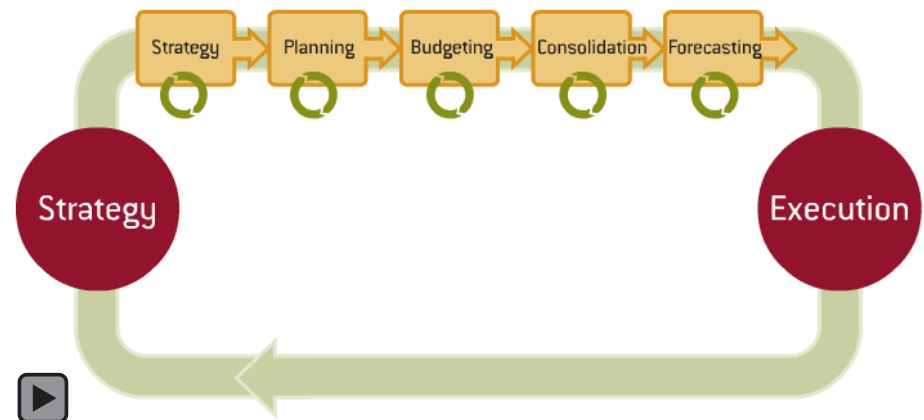 Strategy
Planning
Budgeting
Consolidation
Forecasting
Strategy
Execution